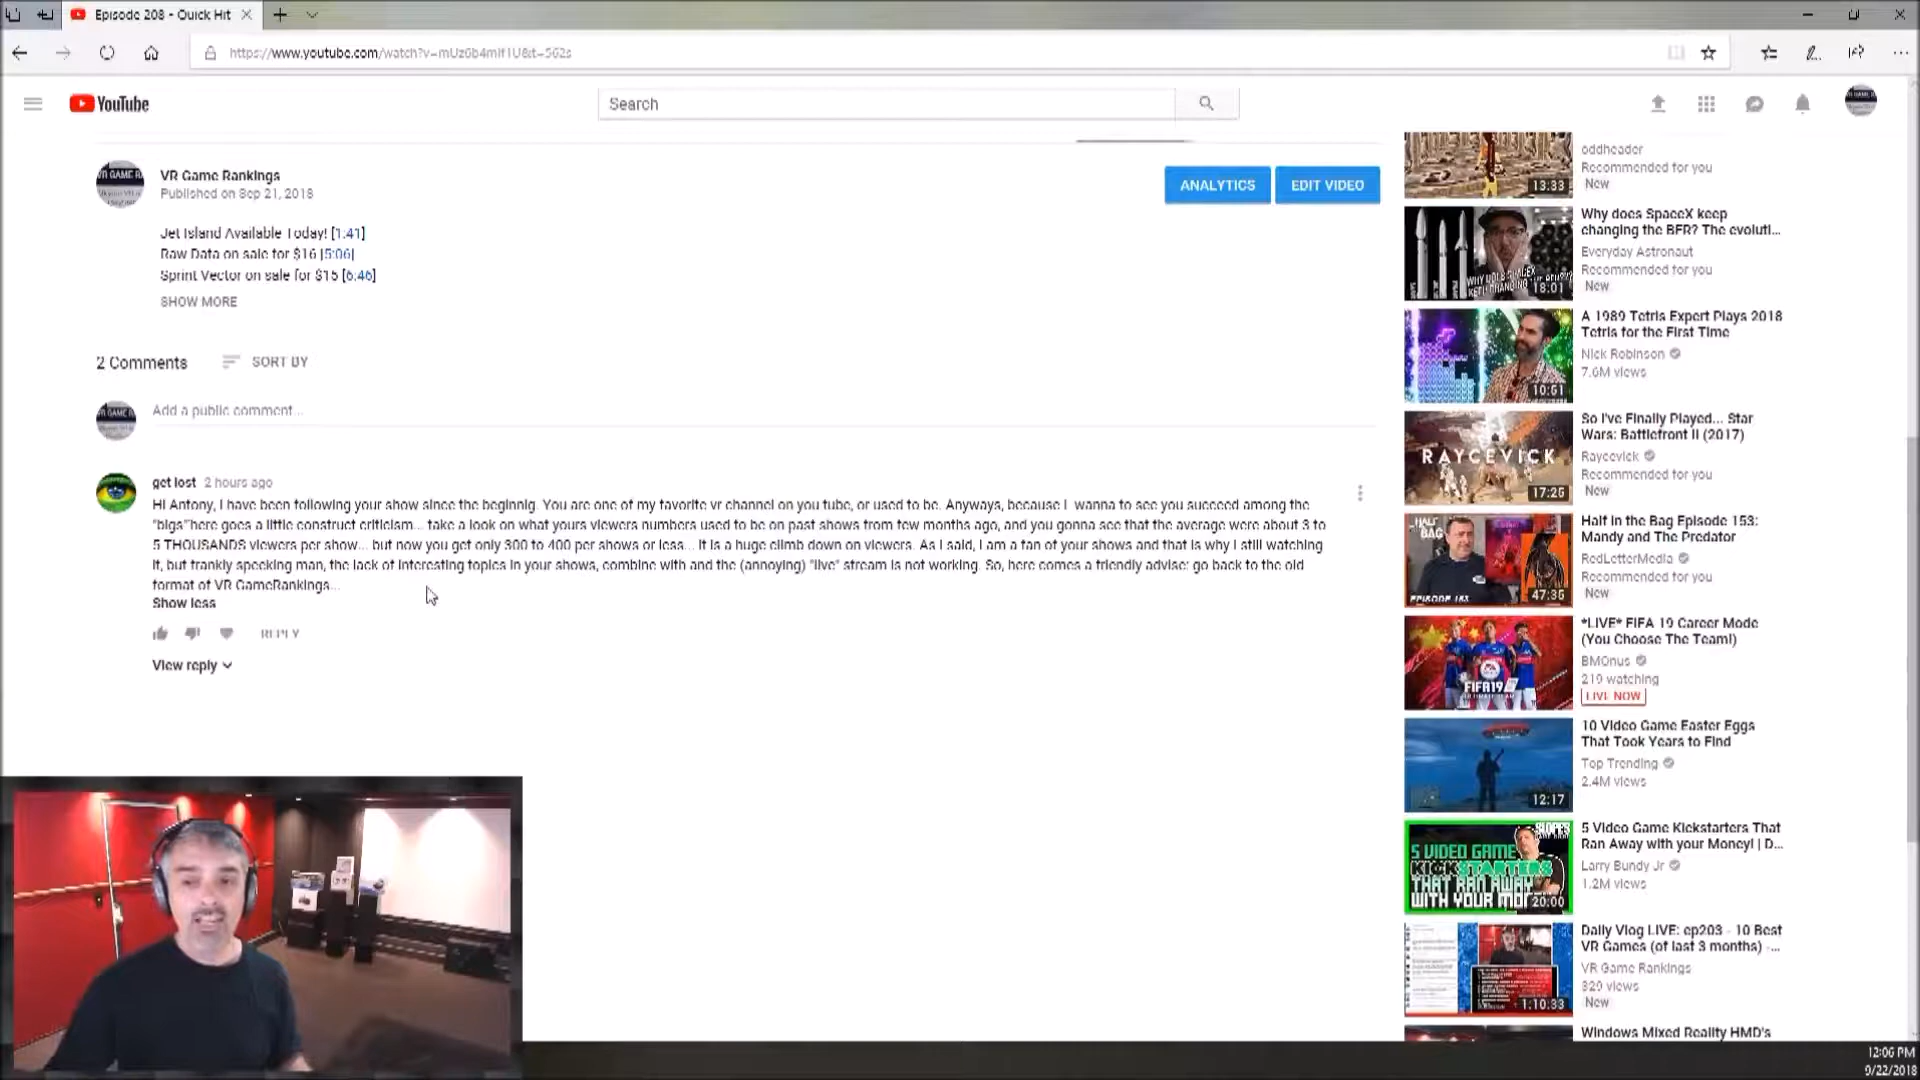 Episode 208 - Quick Hit
https://www.youtube.com/watch?v=mUz6b4mIf1U&t=562s
YouTube
Search
VR Game Rankings
Published on Sep 21, 2018
ANALYTICS
EDIT VIDEO
Jet Island Available Today! [1:41]
Raw Data on sale for $16 [5:06]
Sprint Vector on sale for $15 [6:46]
SHOW MORE
2 Comments
SORT BY
Add a public comment...
get lost 2 hours ago
Hi Antony, I have been following your show since the beginnig. You are one of my favorite vr channel on you tube, or used to be. Anyways, because I wanna to see you succeed among the
"bigs"here goes a little construct criticism... take a look on what yours viewers numbers used to be on past shows from few months ago, and you gonna see that the average were about 3 to
5 THOUSANDS viewers per show... but now you get only 300 to 400 per shows or less... It is a huge climb down on viewers. As I said, I am a fan of your shows and that is why I still watching
it, but frankly speeking man, the lack of interesting topics in your shows, combine with and the (annoying) "live" stream is not working. So, here comes a friendly advise: go back to the old
format of VR GameRankings...
Show less
REPLY
View reply
oddheader
Recommended for you
New
13:33
Why does SpaceX keep
changing the BFR? The evoluti...
Everyday Astronaut
Recommended for you
New
18:01
A 1989 Tetris Expert Plays 2018
Tetris for the First Time
Nick Robinson
7.6M views
10:51
So I've Finally Played... Star
Wars: Battlefront II (2017)
Raycevick
Recommended for you
New
RAYCEVICK
17:25
Half in the Bag Episode 153:
Mandy and The Predator
RedLetterMedia
Recommended for you
New
HALF
BAG
EPISODE 153
47:35
*LIVE* FIFA 19 Career Mode
(You Choose The Team!)
BMOnus
219 watching
LIVE NOW
FIFA19
10 Video Game Easter Eggs
That Took Years to Find
Top Trending
2.4M views
12:17
5 Video Game Kickstarters That
Ran Away with your Money! | D...
Larry Bundy Jr
1.2M views
5 VIDEO GAME
KICKSTARTERS
THAT RAN AWAY
WITH YOUR
20:00
Daily Vlog LIVE: ep203 - 10 Best
VR Games (of last 3 months) -...
VR Game Rankings
329 views
New
1:10:33
Windows Mixed Reality HMD's
12:06 PM
9/22/2018